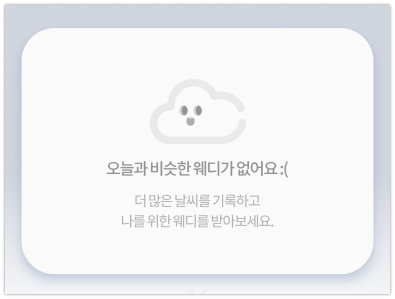 오늘과 비슷한 웨디가 없어요 :(
더 많은 날씨를 기록하고
나를 위한 웨디를 받아보세요.